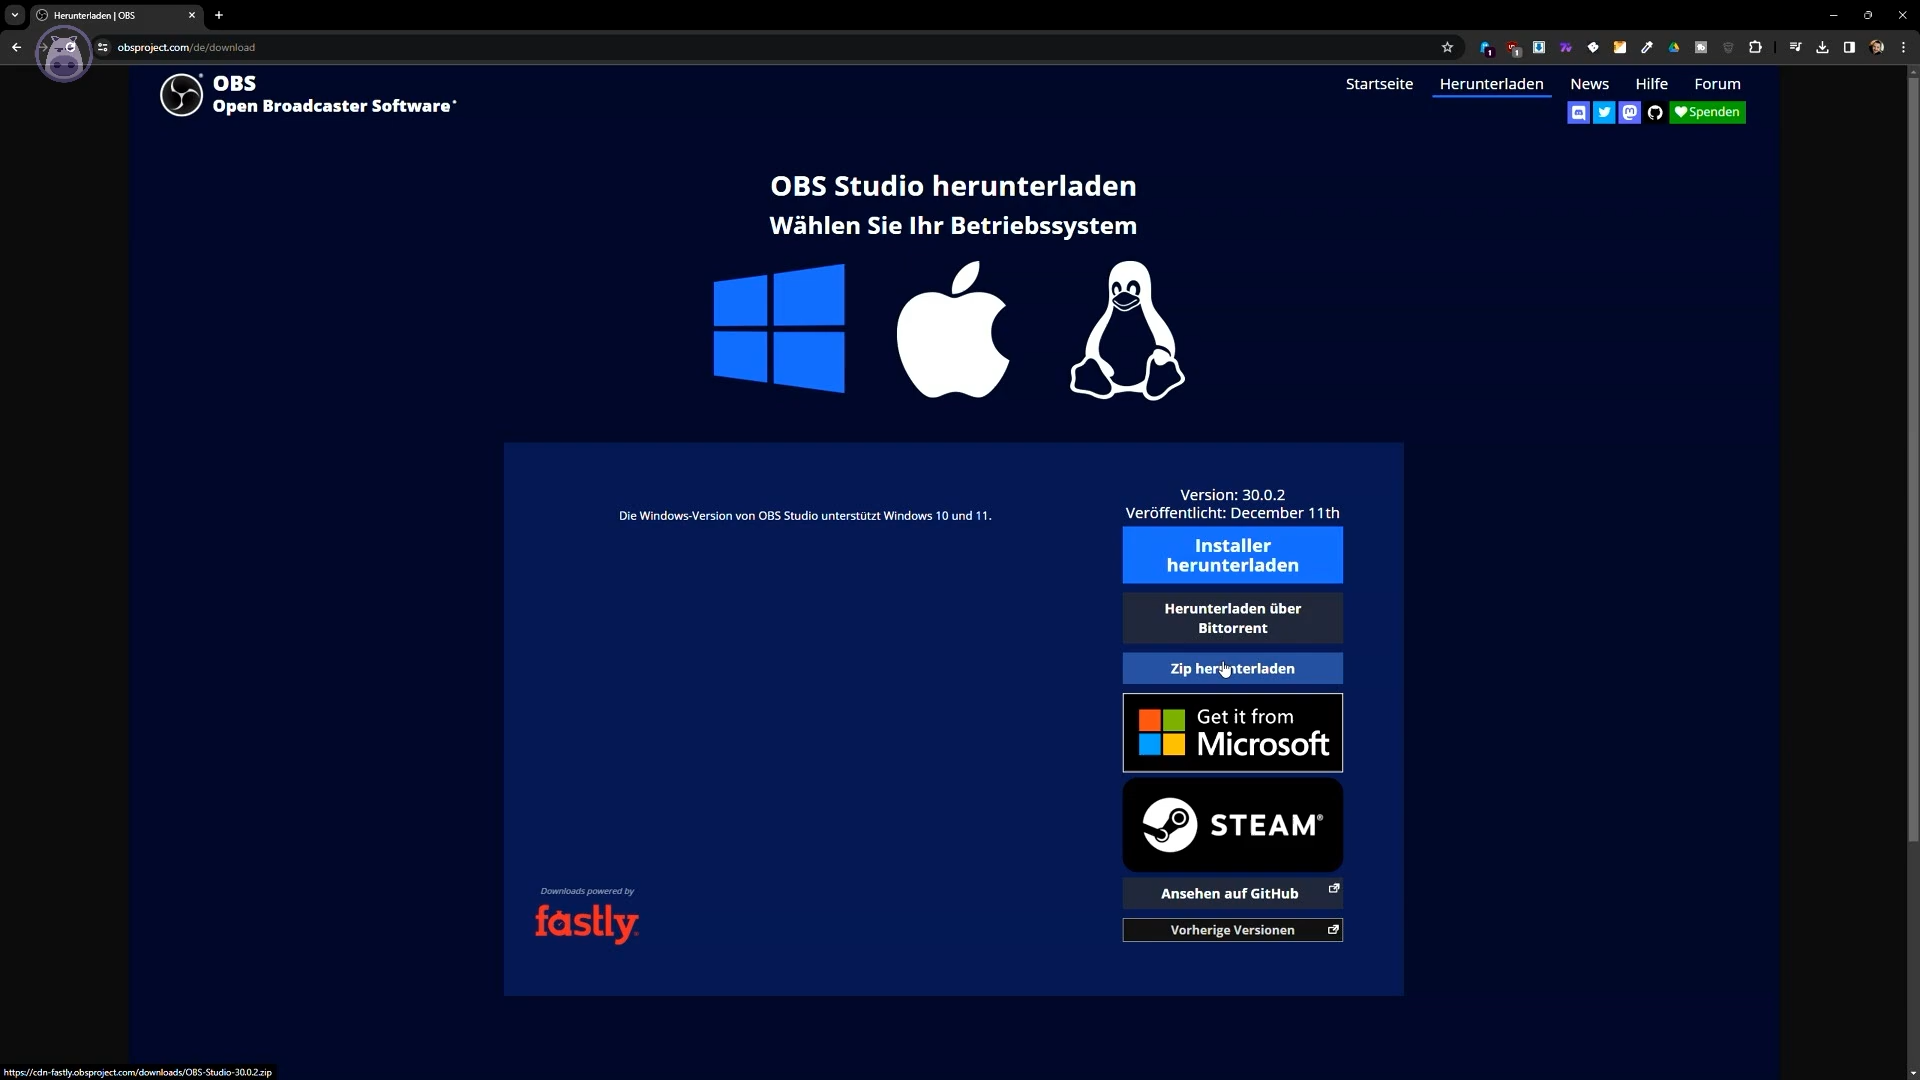 Herunterladen | OBS
obsproject.com/de/download
OBS
Open Broadcaster Software
Startseite
Herunterladen
News
Hilfe
Forum
Spenden
OBS Studio herunterladen
Wählen Sie Ihr Betriebssystem
Die Windows-Version von OBS Studio unterstützt Windows 10 und 11.
Version: 30.0.2
Veröffentlicht: December 11th
Installer
herunterladen
Herunterladen über
Bittorrent
Zip herunterladen
Get it from
Microsoft
STEAM®
Ansehen auf GitHub
Vorherige Versionen
Downloads powered by
fastly
https://cdn-fastly.obsproject.com/downloads/OBS-Studio-30.0.2.zip